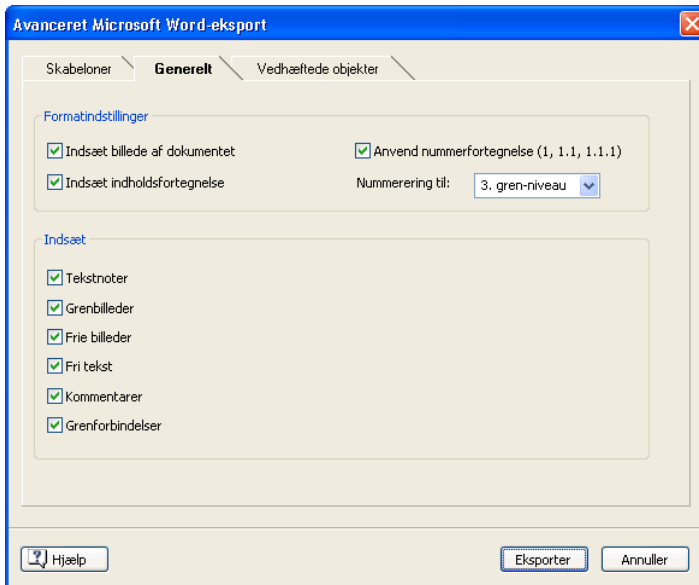 Avanceret Microsoft Word-eksport
Skabeloner Generelt Vedhæftede objekter
Formatindstillinger
Indsæt billede af dokumentet Anvend nummerfortegnelse (1, 1.1, 1.1.1)
Indsæt indholdsfortegnelse Nummerering til: 3. gren-niveau
Indsæt
Tekstnoter
Grenbilleder
Frie billeder
Fri tekst
Kommentarer
Grenforbindelser
Hjælp Eksporter Annuller